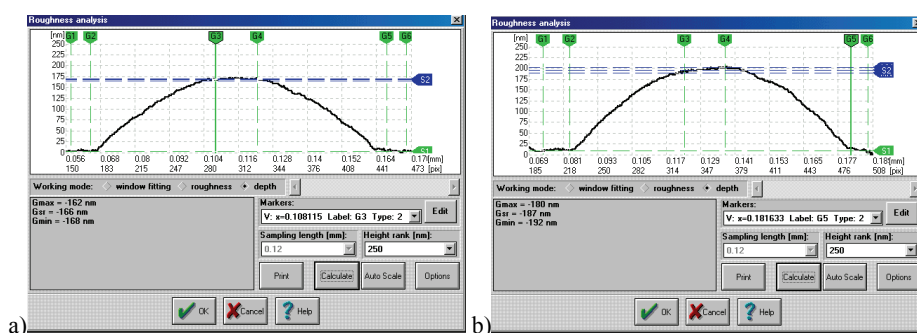 Roughness analysis
[nm] G1 G2 G3 G4 G5 G6
250
225
200
175 S2
150
125
100
75
50
25
0 S1
0.056 0.068 0.08 0.092 0.104 0.116 0.128 0.14 0.152 0.164 0.176[mm]
150 183 215 247 280 312 344 376 408 441 473 [pix]
Working mode: window fitting roughness depth
Gmax = -162 nm
Gsr = -166 nm
Gmin = -168 nm
Markers:
V: x=0.108115 Label: G3 Type: 2 Edit
Sampling length [mm]: Height rank [nm]:
0.12 250
Print Calculate Auto Scale Options
OK Cancel Help
a)
Roughness analysis
[nm] G1 G2 G3 G4 G5 G6
250
225
200 S2
175
150
125
100
75
50
25
0 S1
0.069 0.081 0.093 0.105 0.117 0.129 0.141 0.153 0.165 0.177 [mm]
185 218 250 282 314 347 379 411 443 476 508 [pix]
Working mode: window fitting roughness depth
Gmax = -180 nm
Gsr = -187 nm
Gmin = -192 nm
Markers:
V: x=0.181633 Label: G5 Type: 2 Edit
Sampling length [mm]: Height rank [nm]:
0.12 250
Print Calculate Auto Scale Options
OK Cancel Help
b)